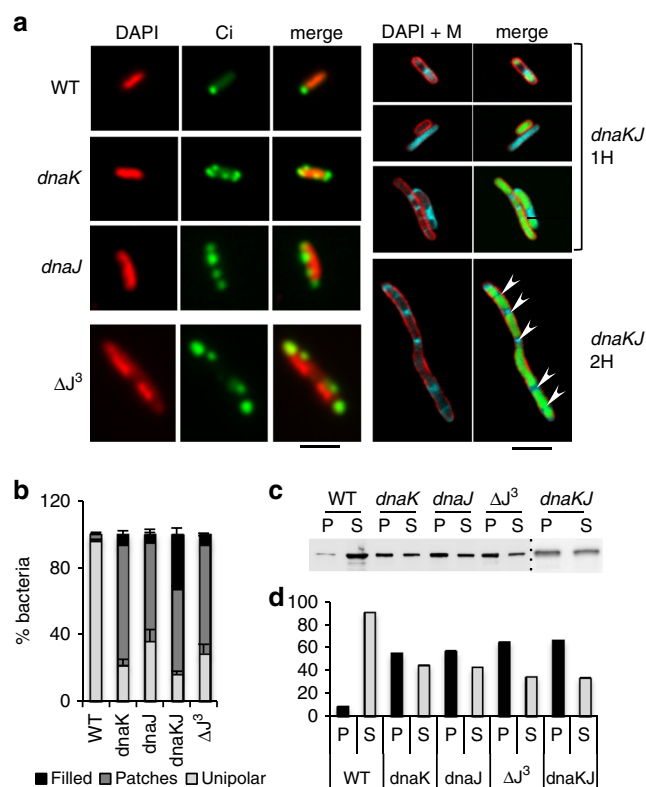 a
DAPI Ci merge DAPI + M merge
WT
dnaK
dnaJ
ΔJ³
dnaKJ
1H
dnaKJ
2H
b
120
80
40
0
% bacteria
WT
dnaK
dnaJ
dnaKJ
ΔJ³
Filled Patches Unipolar
c
WT dnaK dnaJ ΔJ³ dnaKJ
P S P S P S P S P S
d
100
80
60
40
20
0
P S P S P S P S P S
WT dnaK dnaJ ΔJ³ dnaKJ